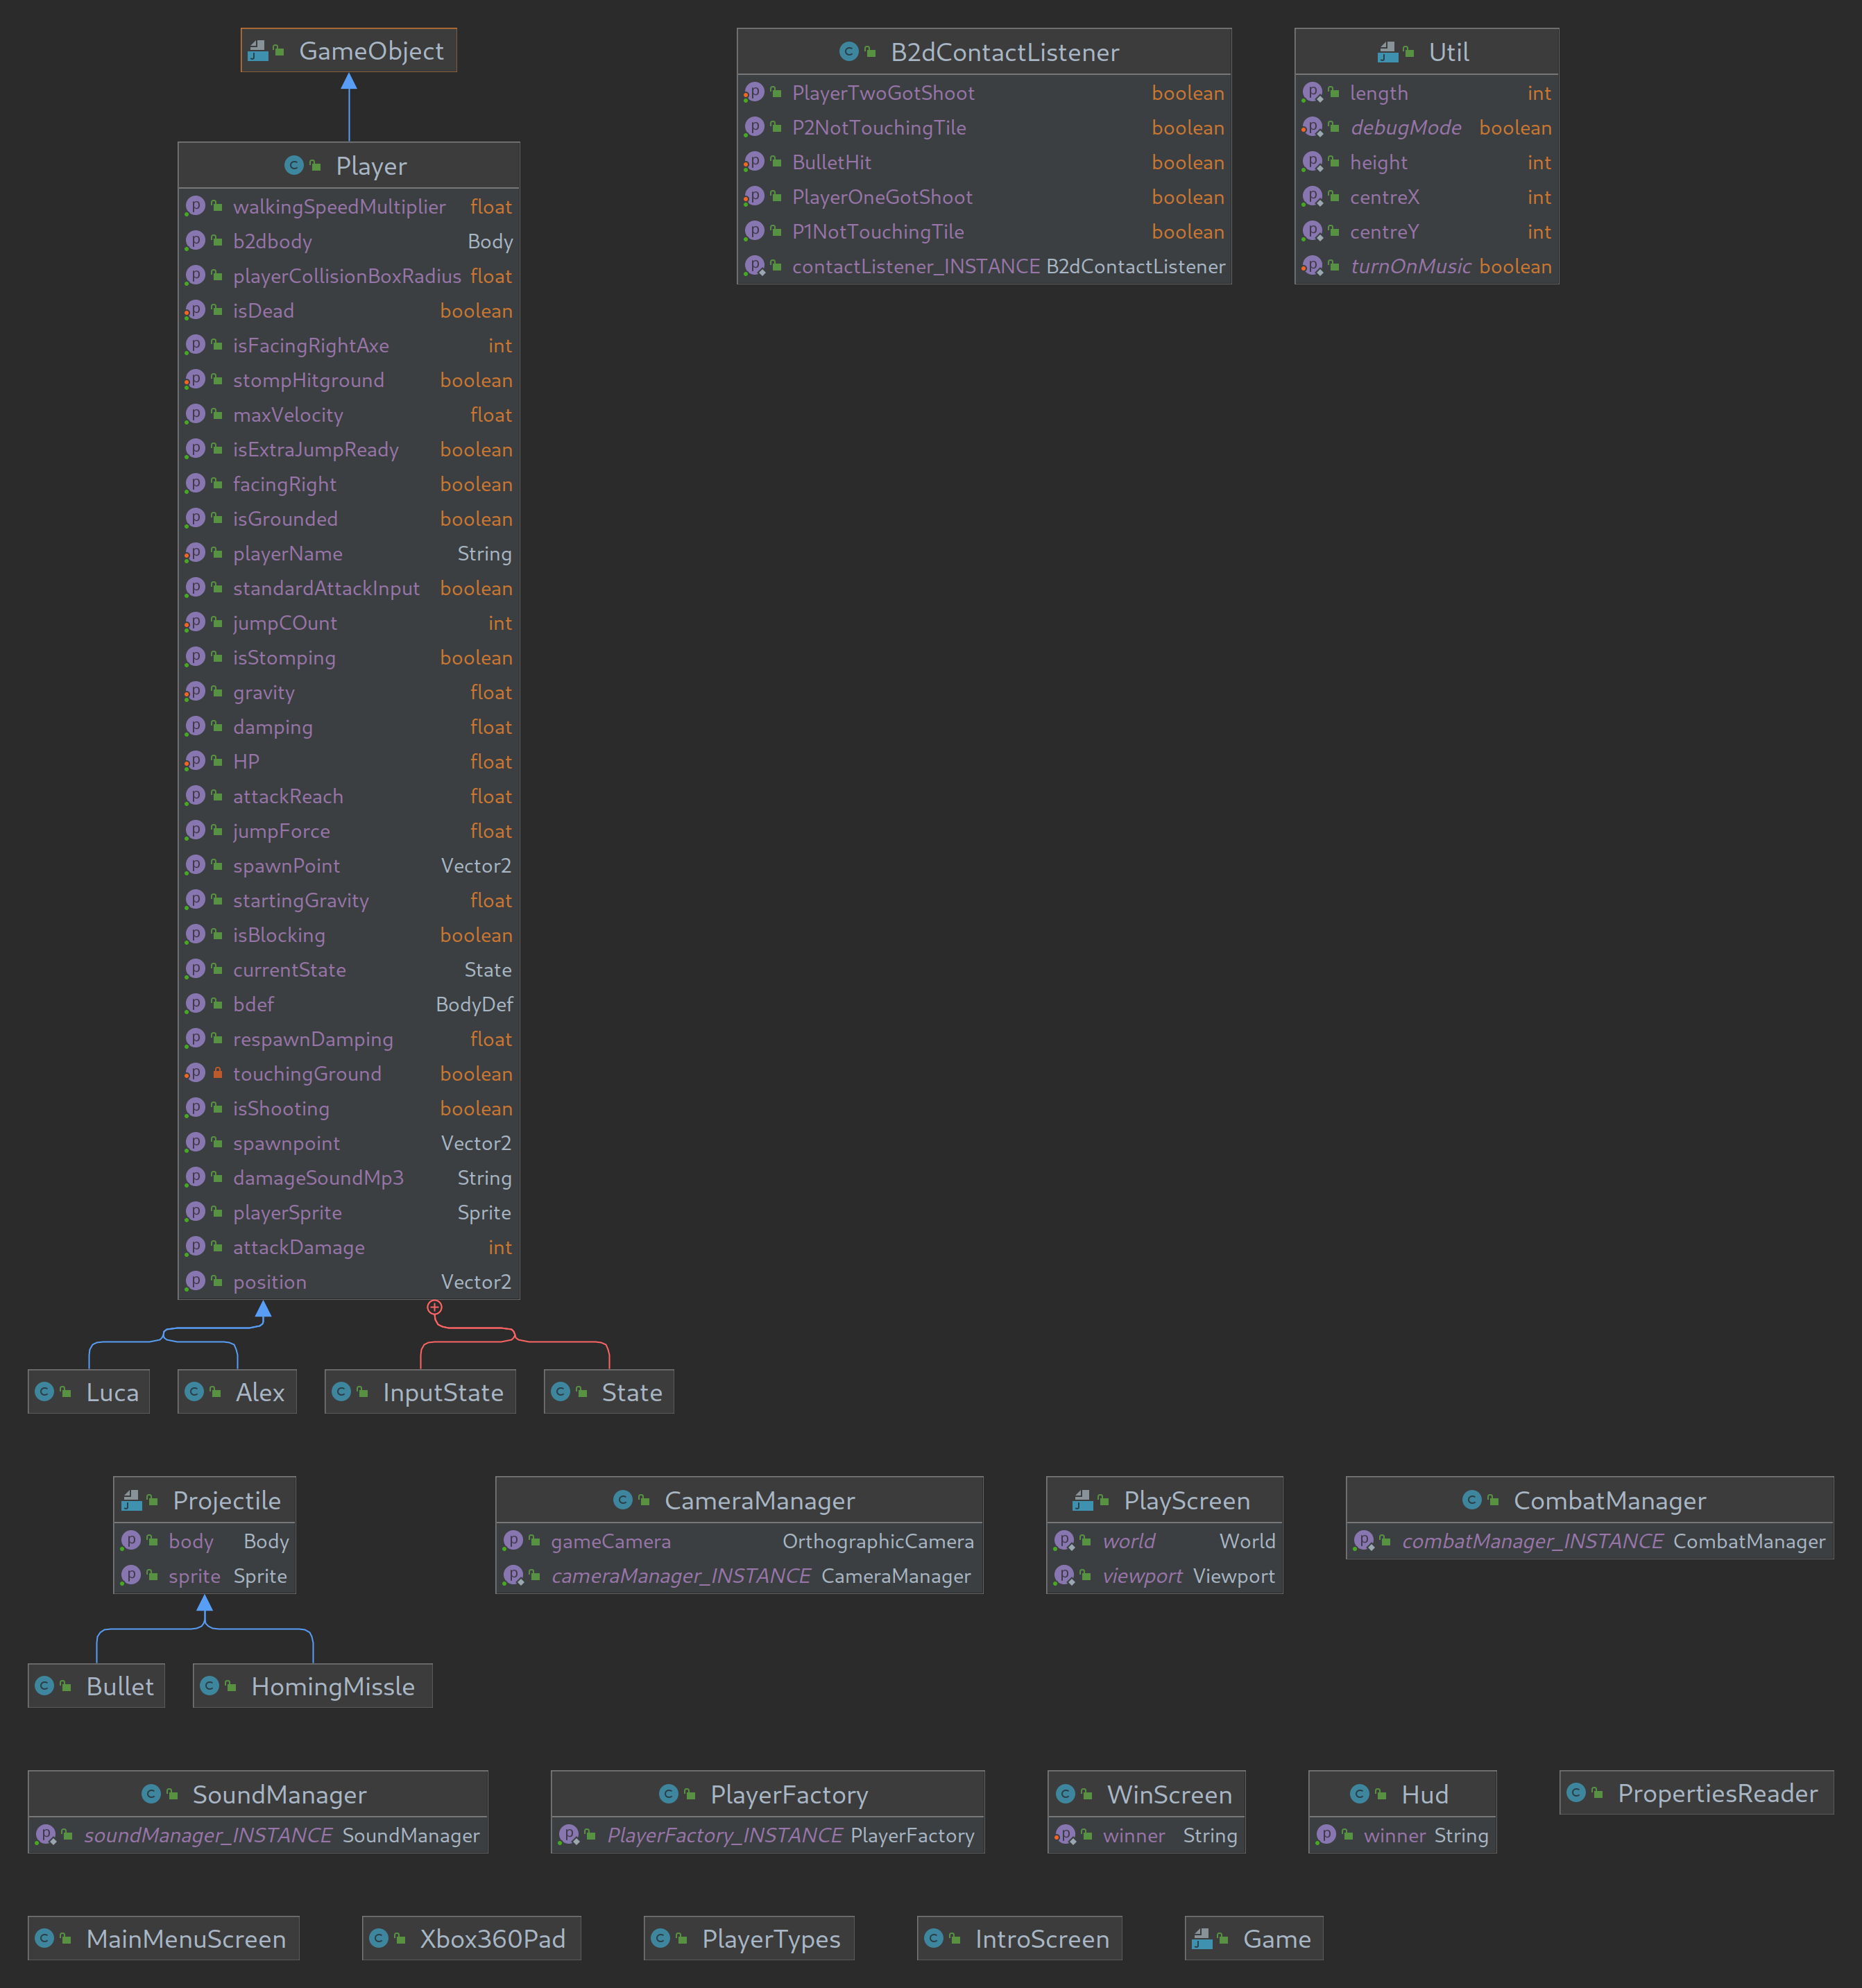 GameObject
Player
walkingSpeedMultiplier float
b2dbody Body
playerCollisionBoxRadius float
isDead boolean
isFacingRightAxe int
stompHitground boolean
maxVelocity float
isExtraJumpReady boolean
facingRight boolean
isGrounded boolean
playerName String
standardAttackInput boolean
jumpCOunt int
isStomping boolean
gravity float
damping float
HP float
attackReach float
jumpForce float
spawnPoint Vector2
startingGravity float
isBlocking boolean
currentState State
bdef BodyDef
respawnDamping float
touchingGround boolean
isShooting boolean
spawnpoint Vector2
damageSoundMp3 String
playerSprite Sprite
attackDamage int
position Vector2
B2dContactListener
PlayerTwoGotShoot boolean
P2NotTouchingTile boolean
BulletHit boolean
PlayerOneGotShoot boolean
P1NotTouchingTile boolean
contactListener_INSTANCE B2dContactListener
Util
length int
debugMode boolean
height int
centreX int
centreY int
turnOnMusic boolean
Luca
Alex
InputState
State
Projectile
body Body
sprite Sprite
CameraManager
gameCamera OrthographicCamera
cameraManager_INSTANCE CameraManager
PlayScreen
world World
viewport Viewport
CombatManager
combatManager_INSTANCE CombatManager
Bullet
HomingMissle
SoundManager
soundManager_INSTANCE SoundManager
PlayerFactory
PlayerFactory_INSTANCE PlayerFactory
WinScreen
winner String
Hud
winner String
PropertiesReader
MainMenuScreen
Xbox360Pad
PlayerTypes
IntroScreen
Game